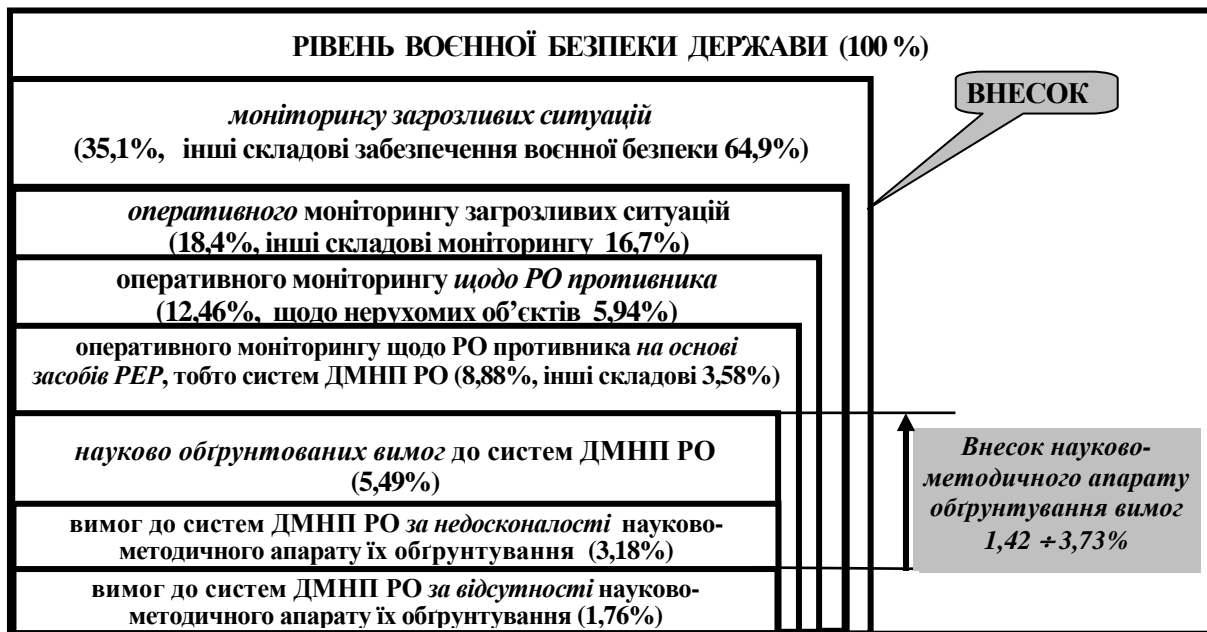 РІВЕНЬ ВОЄННОЇ БЕЗПЕКИ ДЕРЖАВИ (100 %)
ВНЕСОК
моніторингу загрозливих ситуацій
(35,1%, інші складові забезпечення воєнної безпеки 64,9%)
оперативного моніторингу загрозливих ситуацій
(18,4%, інші складові моніторингу 16,7%)
оперативного моніторингу щодо РО противника
(12,46%, щодо нерухомих об’єктів 5,94%)
оперативного моніторингу щодо РО противника на основі
засобів РЕР, тобто систем ДМНП РО (8,88%, інші складові 3,58%)
науково обґрунтованих вимог до систем ДМНП РО
(5,49%)
вимог до систем ДМНП РО за недосконалості науково-
методичного апарату їх обґрунтування (3,18%)
вимог до систем ДМНП РО за відсутності науково-
методичного апарату їх обґрунтування (1,76%)
Внесок науково-
методичного апарату
обґрунтування вимог
1,42 ÷ 3,73%